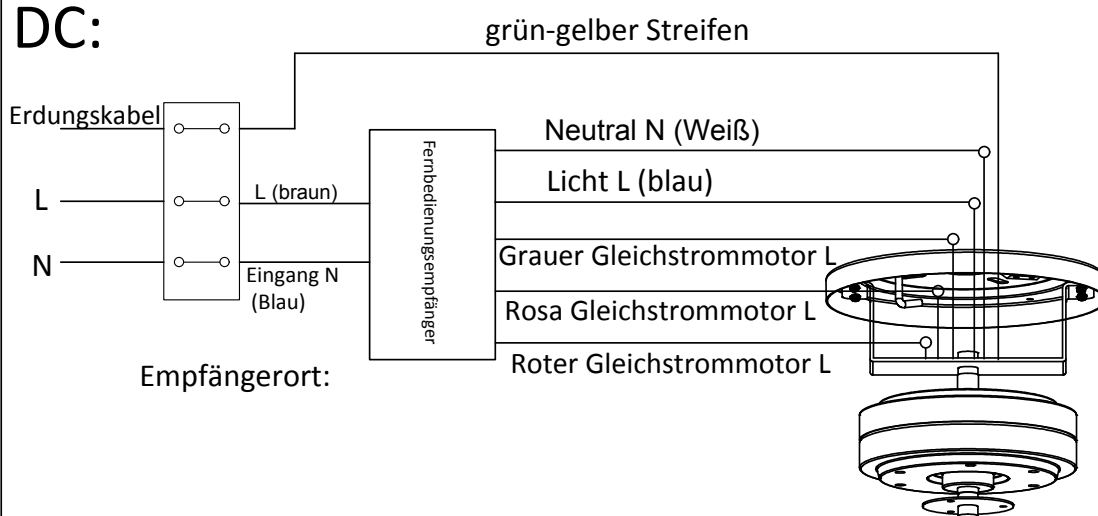 DC:
grün-gelber Streifen
Erdungskabel
Neutral N (Weiß)
L (braun)
Licht L (blau)
L
Fernbedienungsempfänger
Grauer Gleichstrommotor L
N
Eingang N
(Blau)
Rosa Gleichstrommotor L
Roter Gleichstrommotor L
Empfängerort: